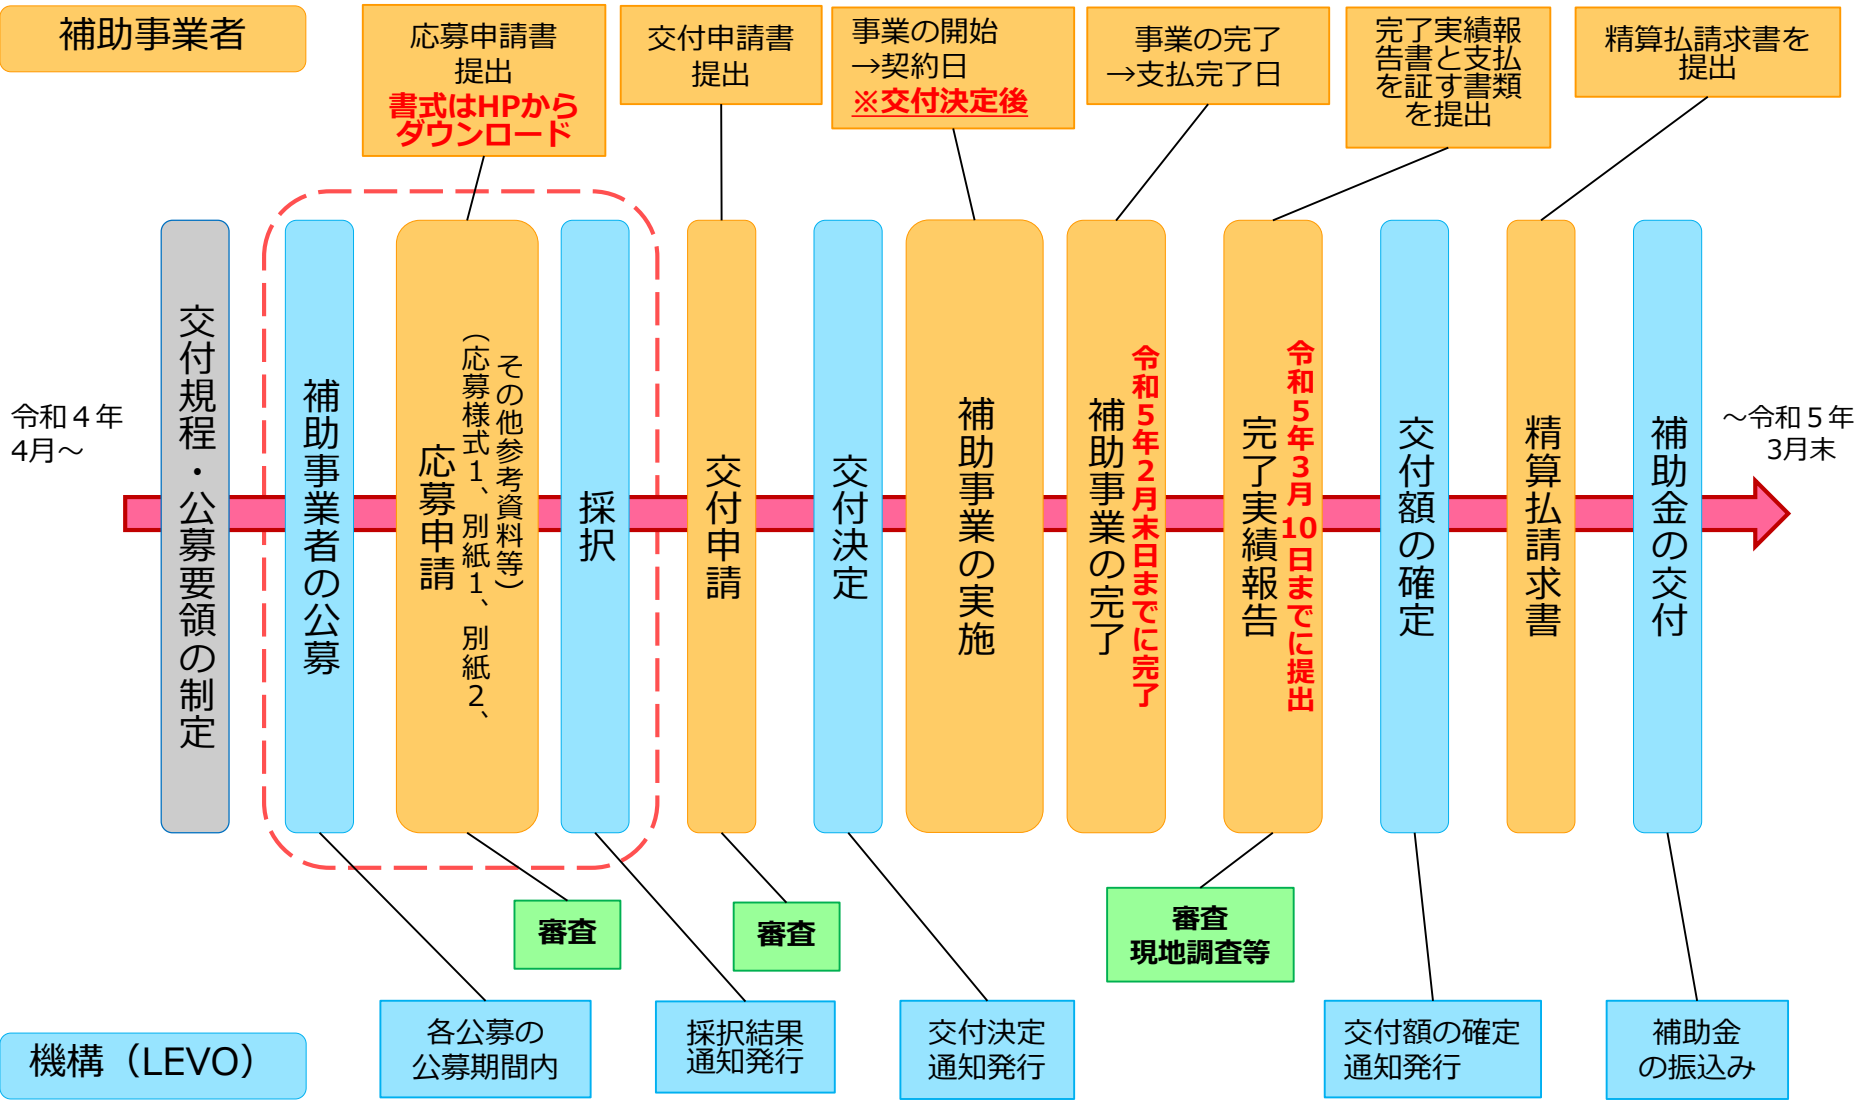 補助事業者
応募申請書
提出
書式はHPから
ダウンロード
交付申請書
提出
事業の開始
→契約日
※交付決定後
事業の完了
→支払完了日
完了実績報
告書と支払
を証す書類
を提出
精算払請求書を
提出
令和４年
4月～
交付規程・公募要領の制定
補助事業者の公募
応募申請
（応募様式１、別紙１、別紙２、
その他参考資料等）
採択
交付申請
交付決定
補助事業の実施
補助事業の完了
令和５年２月末日までに完了
完了実績報告
令和５年３月10日までに提出
交付額の確定
精算払請求書
補助金の交付
～令和５年
3月末
審査
審査
審査
現地調査等
機構（LEVO）
各公募の
公募期間内
採択結果
通知発行
交付決定
通知発行
交付額の確定
通知発行
補助金
の振込み